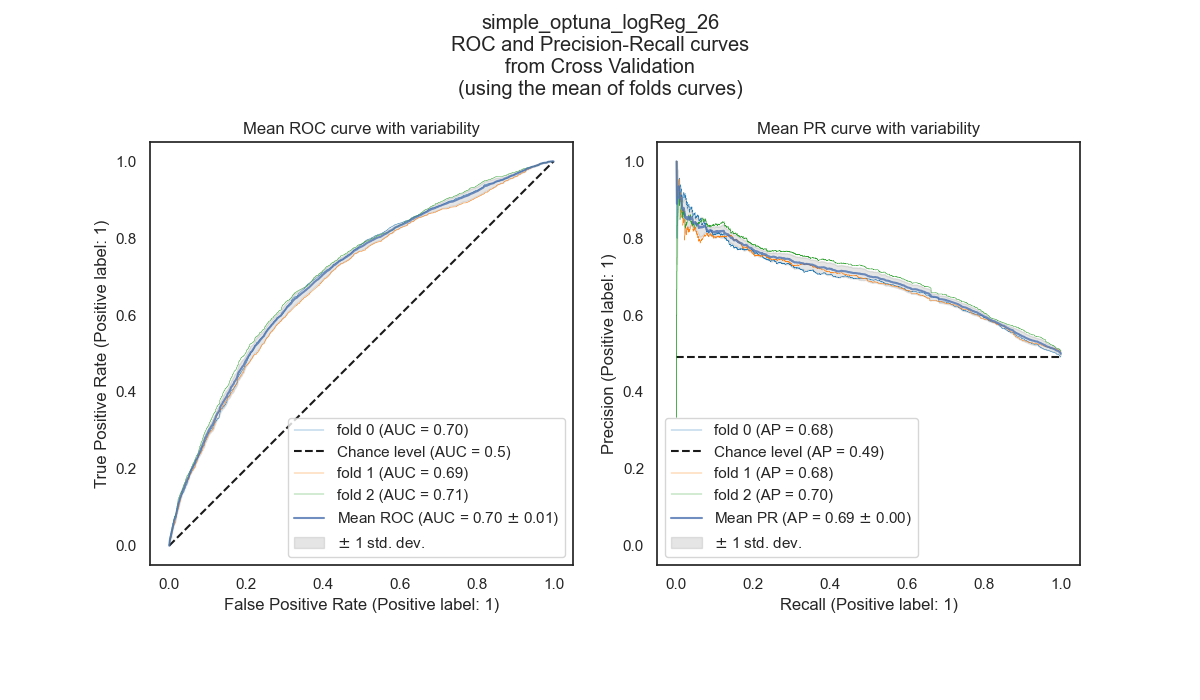 simple_optuna_logReg_26
ROC and Precision-Recall curves
from Cross Validation
(using the mean of folds curves)
Mean ROC curve with variability
True Positive Rate (Positive label: 1)
1.0
0.8
0.6
0.4
0.2
0.0
fold 0 (AUC = 0.70)
Chance level (AUC = 0.5)
fold 1 (AUC = 0.69)
fold 2 (AUC = 0.71)
Mean ROC (AUC = 0.70 ± 0.01)
± 1 std. dev.
0.0 0.2 0.4 0.6 0.8 1.0
False Positive Rate (Positive label: 1)
Mean PR curve with variability
Precision (Positive label: 1)
1.0
0.8
0.6
0.4
0.2
0.0
fold 0 (AP = 0.68)
Chance level (AP = 0.49)
fold 1 (AP = 0.68)
fold 2 (AP = 0.70)
Mean PR (AP = 0.69 ± 0.00)
± 1 std. dev.
0.0 0.2 0.4 0.6 0.8 1.0
Recall (Positive label: 1)